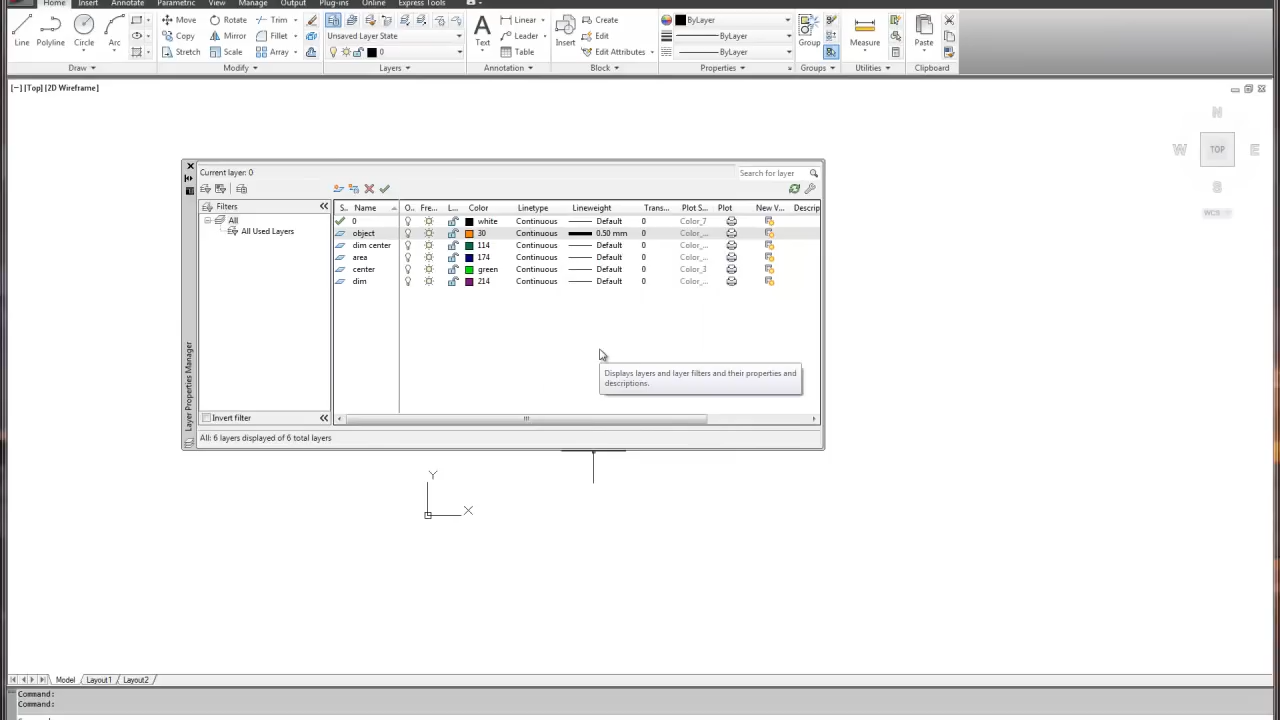 Home Insert Annotate Parametric View Manage Output Plug-ins Online Express Tools
Line Polyline Circle Arc
Move Rotate Trim
Copy Mirror Fillet
Stretch Scale Array
Unsaved Layer State
0
Text
Linear
Leader
Table
Insert
Create
Edit
Edit Attributes
ByLayer
ByLayer
ByLayer
Group
Measure
Paste
Draw Modify Layers Annotation Block Properties Groups Utilities Clipboard
[−] [Top] [2D Wireframe]
N
W TOP E
S
WCS
Current layer: 0
Search for layer
Filters
All
All Used Layers
Invert filter
S.. Name O.. Fre... L... Color Linetype Lineweight Trans... Plot S... Plot New V... Descrip
0 white Continuous Default 0 Color_7
object 30 Continuous 0.50 mm 0 Color_...
dim center 114 Continuous Default 0 Color_...
area 174 Continuous Default 0 Color_...
center green Continuous Default 0 Color_3
dim 214 Continuous Default 0 Color_...
Displays layers and layer filters and their properties and
descriptions.
Layer Properties Manager
All: 6 layers displayed of 6 total layers
Y
X
Model Layout1 Layout2
Command:
Command: